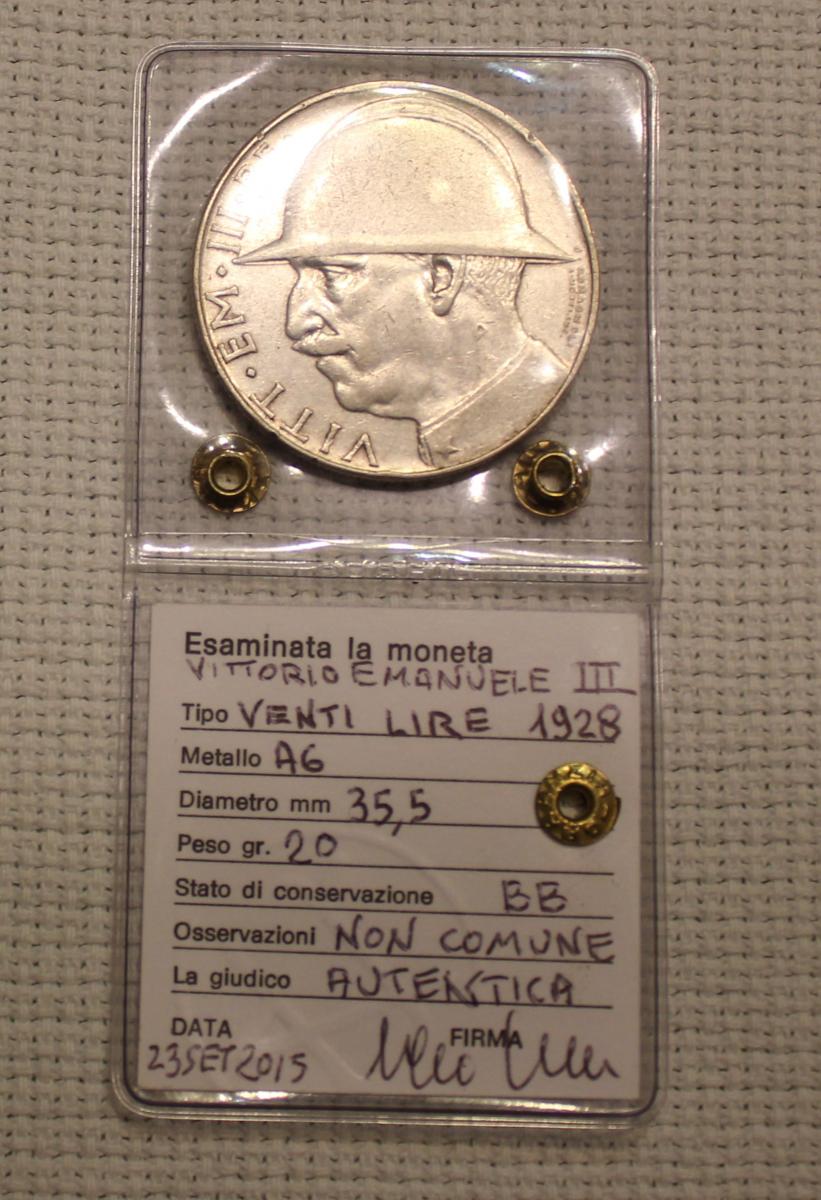 VITT · EM · III · RE
Esaminata la moneta
VITTORIO EMANUELE III
Tipo VENTI LIRE 1928
Metallo AG
Diametro mm 35,5
Peso gr. 20
Stato di conservazione BB
Osservazioni NON COMUNE
La giudico AUTENTICA
DATA FIRMA
23SET2015